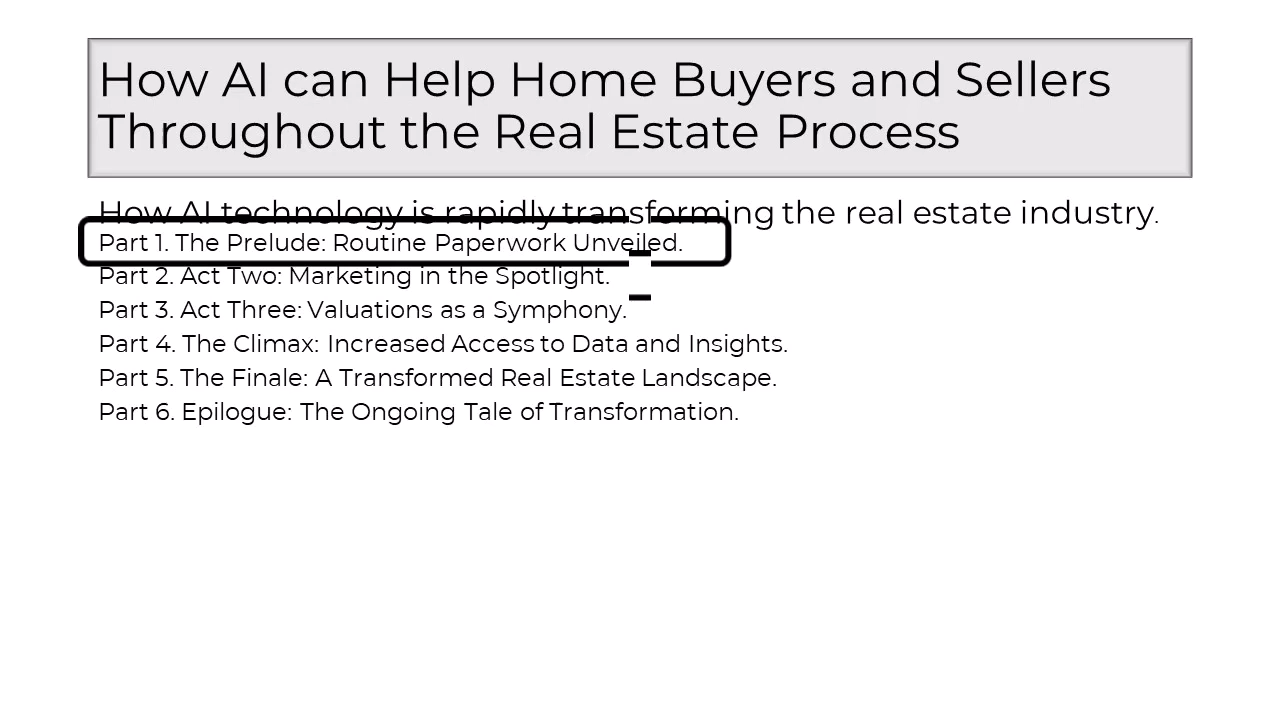 How AI can Help Home Buyers and Sellers
Throughout the Real Estate Process
How AI technology is rapidly transforming the real estate industry.
Part 1. The Prelude: Routine Paperwork Unveiled.
Part 2. Act Two: Marketing in the Spotlight.
Part 3. Act Three: Valuations as a Symphony.
Part 4. The Climax: Increased Access to Data and Insights.
Part 5. The Finale: A Transformed Real Estate Landscape.
Part 6. Epilogue: The Ongoing Tale of Transformation.